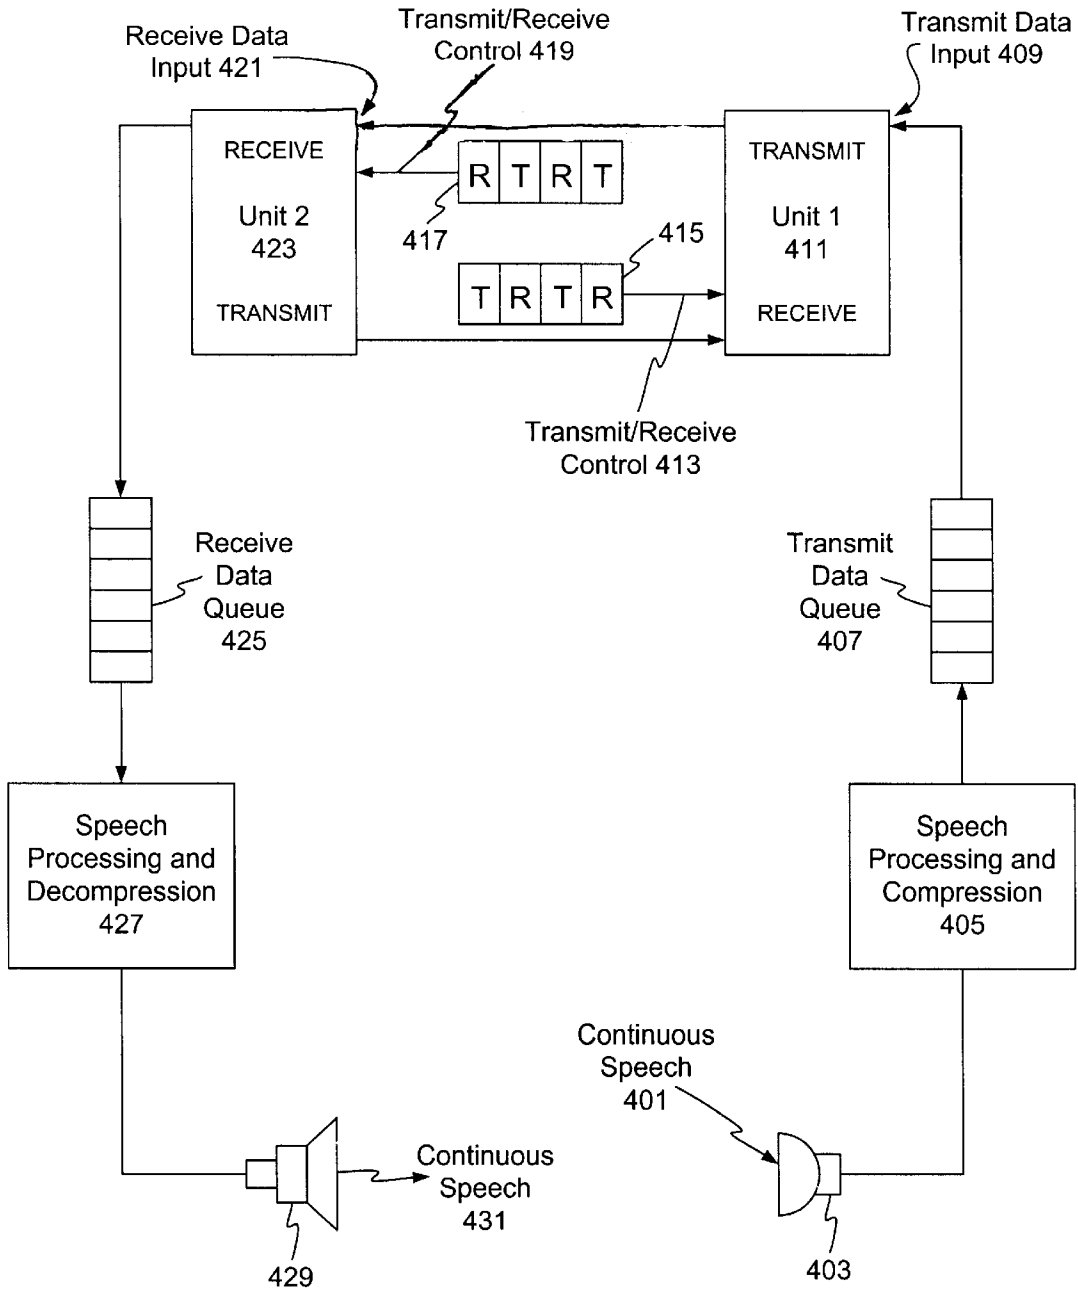 Transmit/Receive
Control 419
Receive Data
Input 421
Transmit Data
Input 409
RECEIVE
Unit 2
423
TRANSMIT
R T R T
417
415
T R T R
TRANSMIT
Unit 1
411
RECEIVE
Transmit/Receive
Control 413
Receive
Data
Queue
425
Transmit
Data
Queue
407
Speech
Processing and
Decompression
427
Speech
Processing and
Compression
405
Continuous
Speech
401
Continuous
Speech
431
429
403